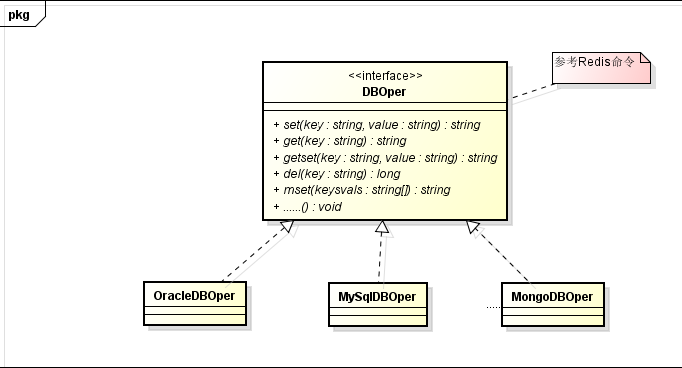 pkg
参考Redis命令
<<interface>>
DBOper
+ set(key : string, value : string) : string
+ get(key : string) : string
+ getset(key : string, value : string) : string
+ del(key : string) : long
+ mset(keysvals : string[]) : string
+ ......() : void
OracleDBOper
MySqlDBOper
......
MongoDBOper